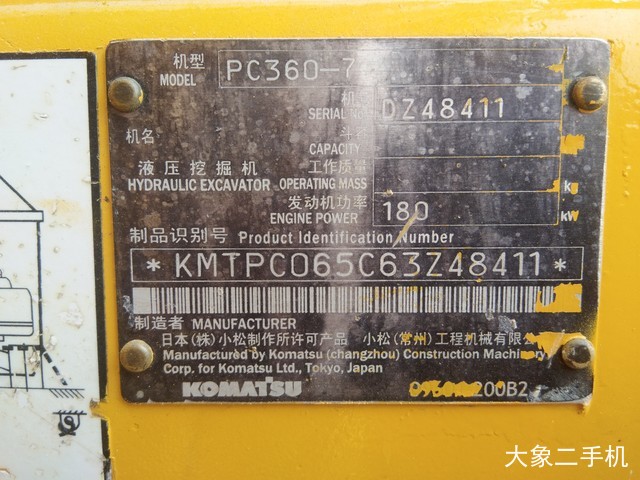 机型 PC360-7
MODEL
SERIAL DZ48411
机名
CAPACITY
液压挖掘机 工作质量
HYDRAULIC EXCAVATOR OPERATING MASS kg
发动机功率 180
ENGINE POWER kW
制品识别号 Product Identification Number
*KMTPC065C63Z48411*
制造者 MANUFACTURER
日本(株)小松制作所许可产品 小松(常州)工程机械有限
Manufactured by Komatsu (changzhou) Construction Machinery
Corp. for Komatsu Ltd., Tokyo, Japan
KOMATSU 200B2
大象二手机